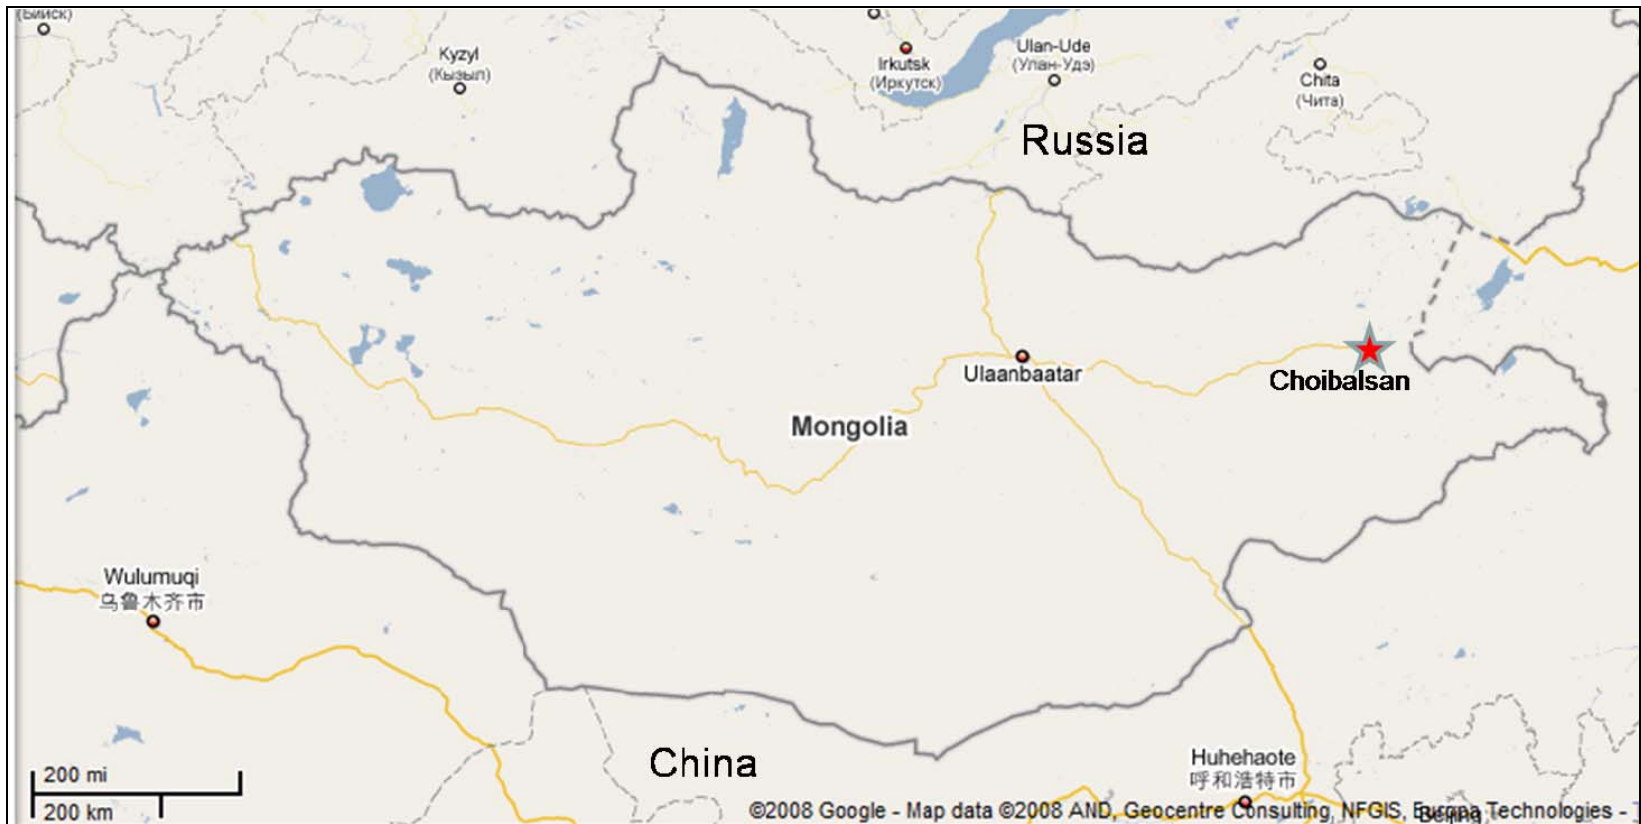 (Бийск)
Kyzyl
(Кызыл)
Irkutsk
(Иркутск)
Ulan-Ude
(Улан-Удэ)
Chita
(Чита)
Russia
Ulaanbaatar
Choibalsan
Mongolia
Wulumuqi
乌鲁木齐市
China
Huhehaote
呼和浩特市
200 mi
200 km
©2008 Google - Map data ©2008 AND, Geocentre Consulting, NFGIS, Europa Technologies -
Beijing